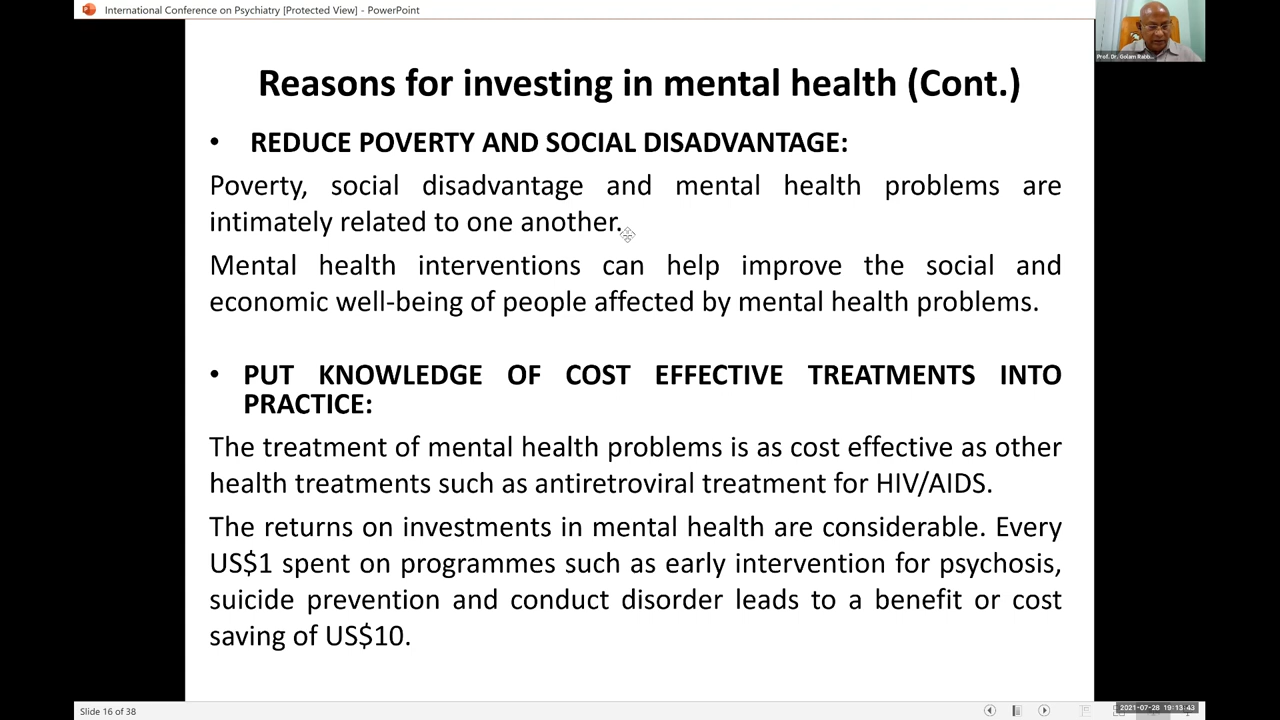 International Conference on Psychiatry [Protected View] - PowerPoint
Prof. Dr. Golam Rabb...
Reasons for investing in mental health (Cont.)
• REDUCE POVERTY AND SOCIAL DISADVANTAGE:
Poverty, social disadvantage and mental health problems are
intimately related to one another.
Mental health interventions can help improve the social and
economic well-being of people affected by mental health problems.
• PUT KNOWLEDGE OF COST EFFECTIVE TREATMENTS INTO
PRACTICE:
The treatment of mental health problems is as cost effective as other
health treatments such as antiretroviral treatment for HIV/AIDS.
The returns on investments in mental health are considerable. Every
US$1 spent on programmes such as early intervention for psychosis,
suicide prevention and conduct disorder leads to a benefit or cost
saving of US$10.
Slide 16 of 38
2021-07-28 19:13:43